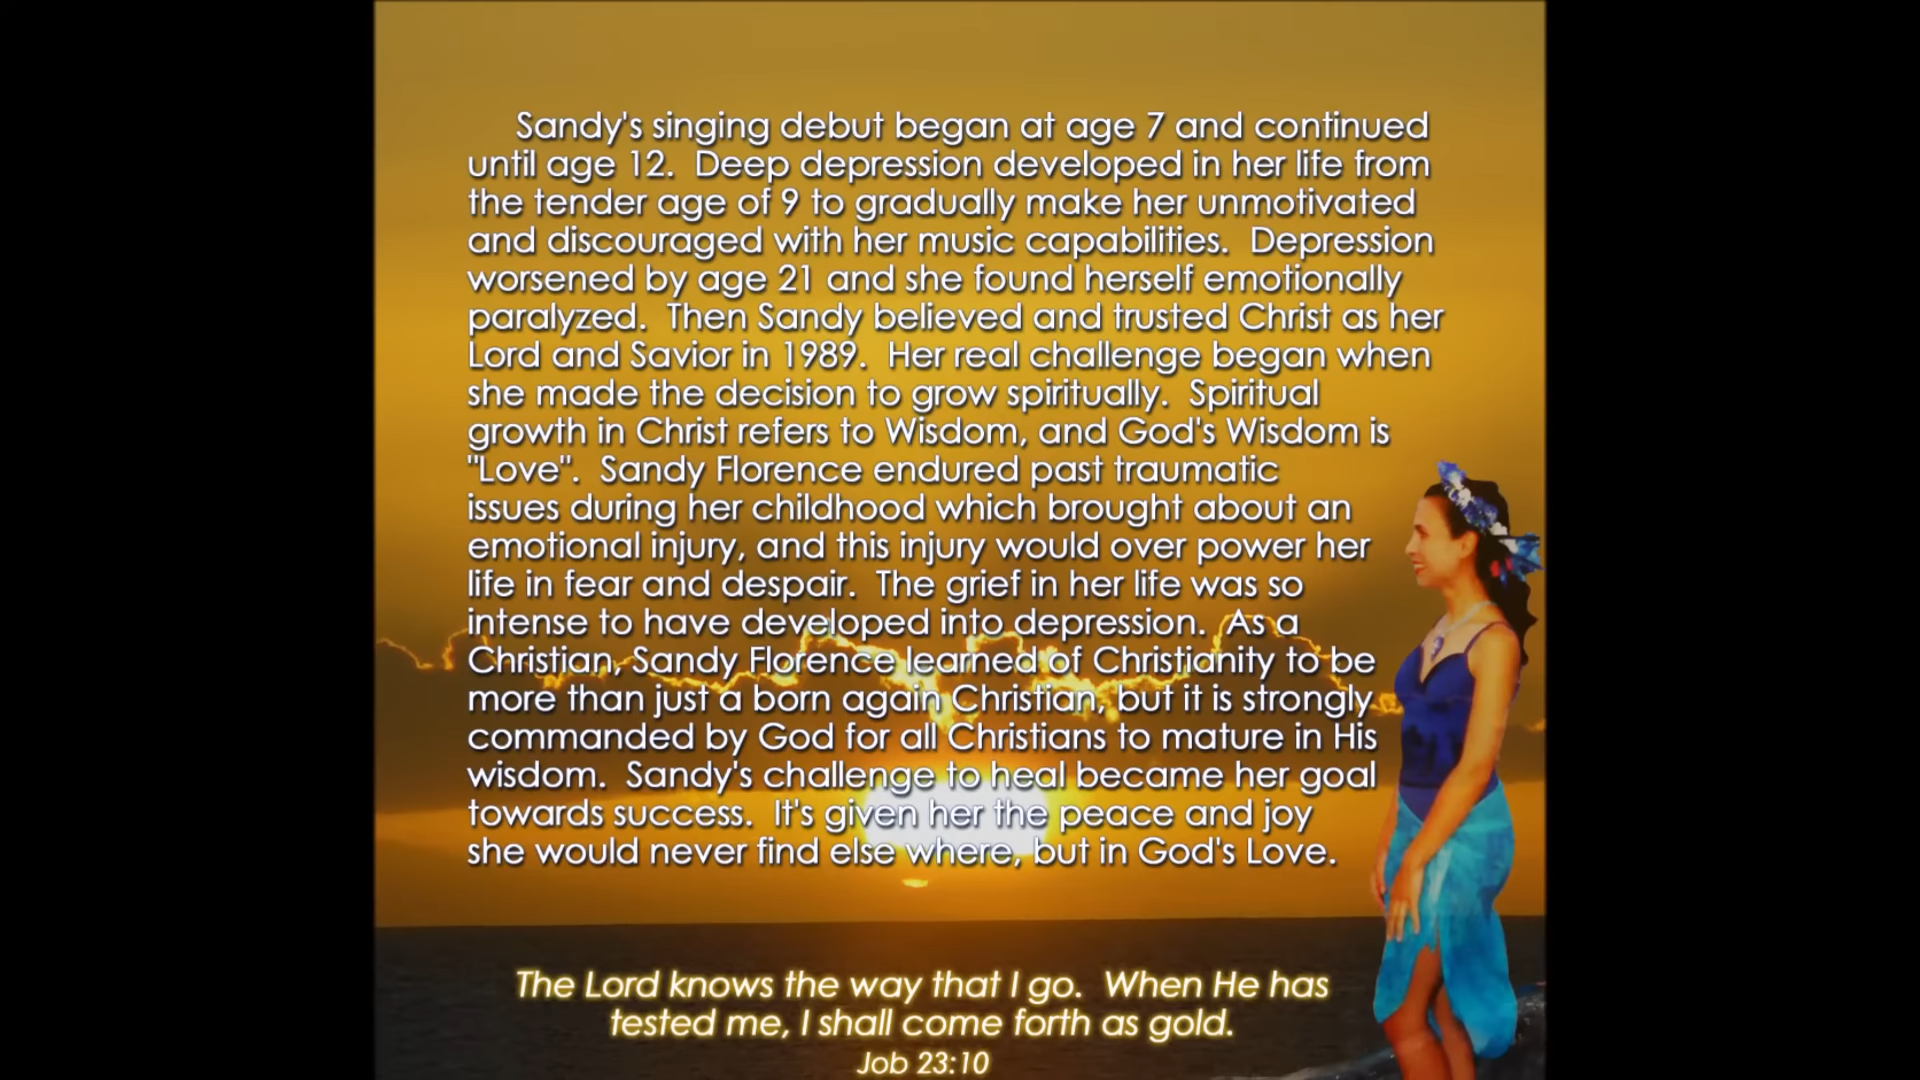 Sandy's singing debut began at age 7 and continued
until age 12. Deep depression developed in her life from
the tender age of 9 to gradually make her unmotivated
and discouraged with her music capabilities. Depression
worsened by age 21 and she found herself emotionally
paralyzed. Then Sandy believed and trusted Christ as her
Lord and Savior in 1989. Her real challenge began when
she made the decision to grow spiritually. Spiritual
growth in Christ refers to Wisdom, and God's Wisdom is
"Love". Sandy Florence endured past traumatic
issues during her childhood which brought about an
emotional injury, and this injury would over power her
life in fear and despair. The grief in her life was so
intense to have developed into depression. As a
Christian, Sandy Florence learned of Christianity to be
more than just a born again Christian, but it is strongly
commanded by God for all Christians to mature in His
wisdom. Sandy's challenge to heal became her goal
towards success. It's given her the peace and joy
she would never find else where, but in God's Love.
The Lord knows the way that I go. When He has
tested me, I shall come forth as gold.
Job 23:10